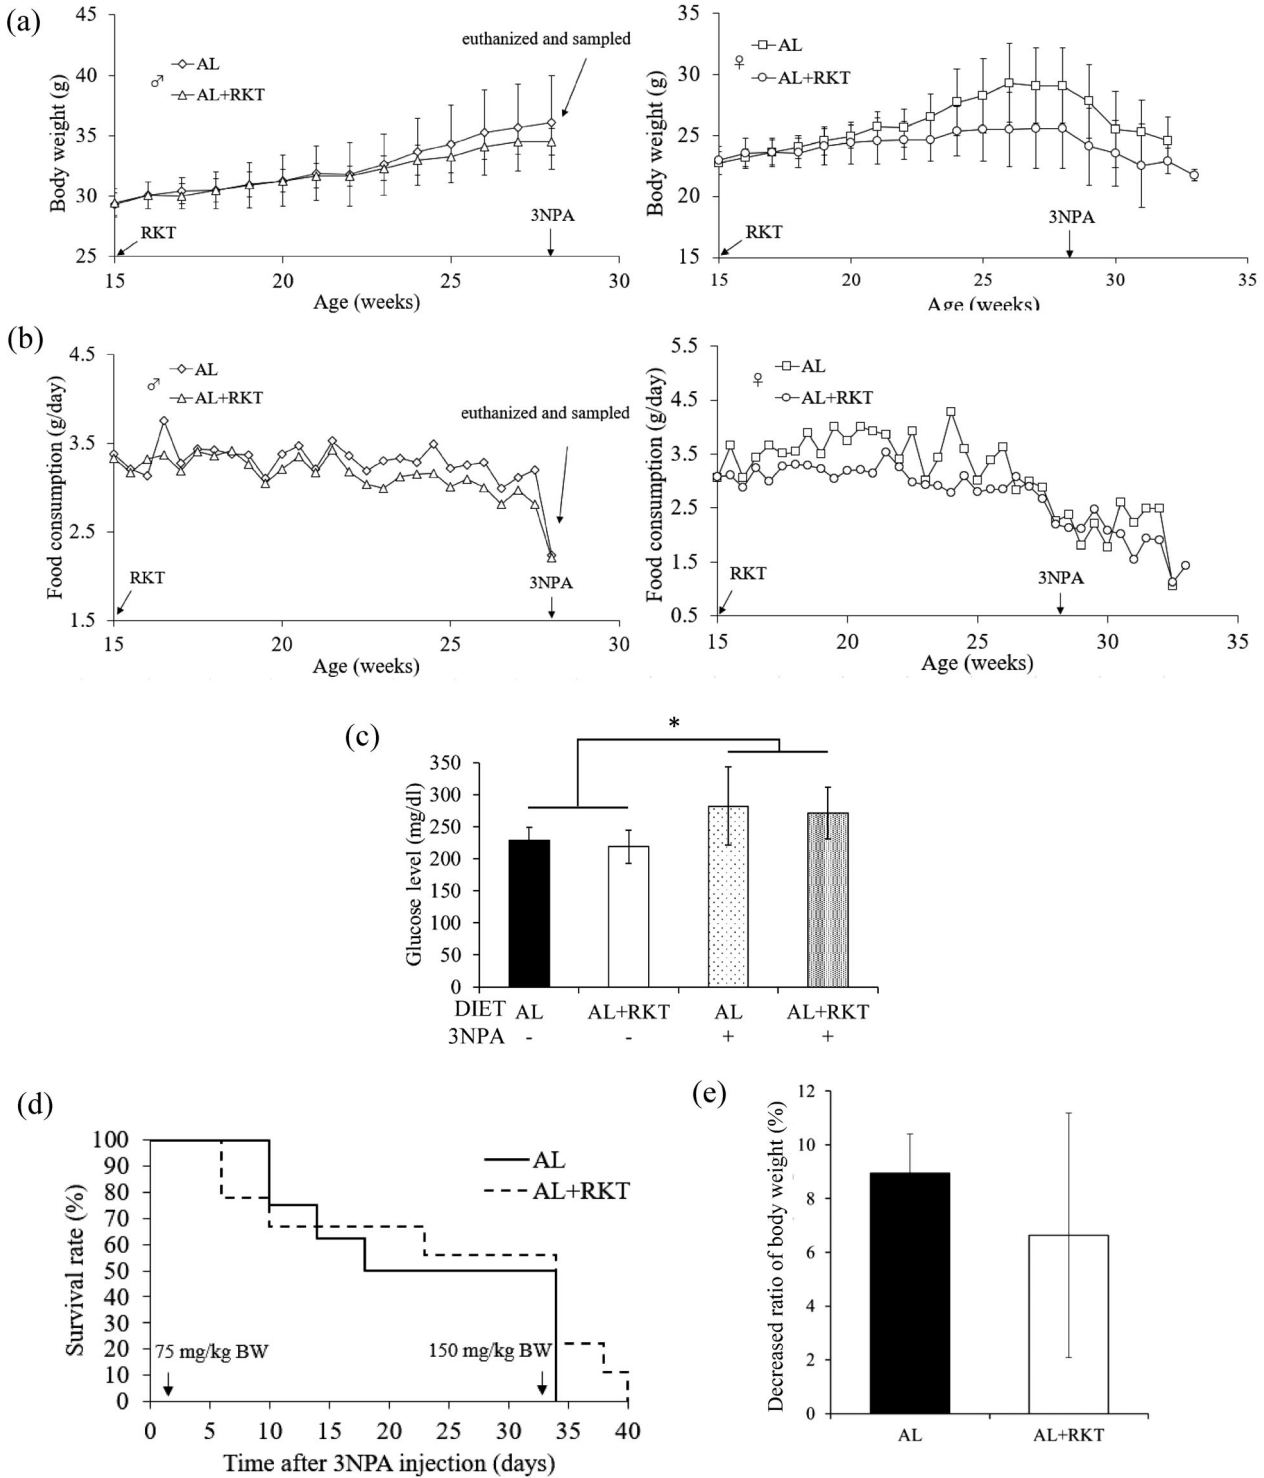 (a)
35
30
25
20
15
45
40
35
30
25
Body weight (g)
♂
AL
AL+RKT
euthanized and sampled
RKT
3NPA
15
20
25
30
Age (weeks)
Body weight (g)
♀
AL
AL+RKT
RKT
3NPA
15
20
25
30
35
Age (weeks)
(b)
4.5
3.5
2.5
1.5
Food consumption (g/day)
♂
AL
AL+RKT
euthanized and sampled
RKT
3NPA
15
20
25
30
Age (weeks)
5.5
4.5
3.5
2.5
1.5
0.5
Food consumption (g/day)
♀
AL
AL+RKT
RKT
3NPA
15
20
25
30
35
Age (weeks)
(c)
*
350
300
250
200
150
100
50
0
Glucose level (mg/dl)
DIET AL AL+RKT AL AL+RKT
3NPA - - + +
(d)
100
90
80
70
60
50
40
30
20
10
0
Survival rate (%)
AL
AL+RKT
75 mg/kg BW
150 mg/kg BW
0 5 10 15 20 25 30 35 40
Time after 3NPA injection (days)
(e)
12
10
8
6
4
2
0
Decreased ratio of body weight (%)
AL AL+RKT